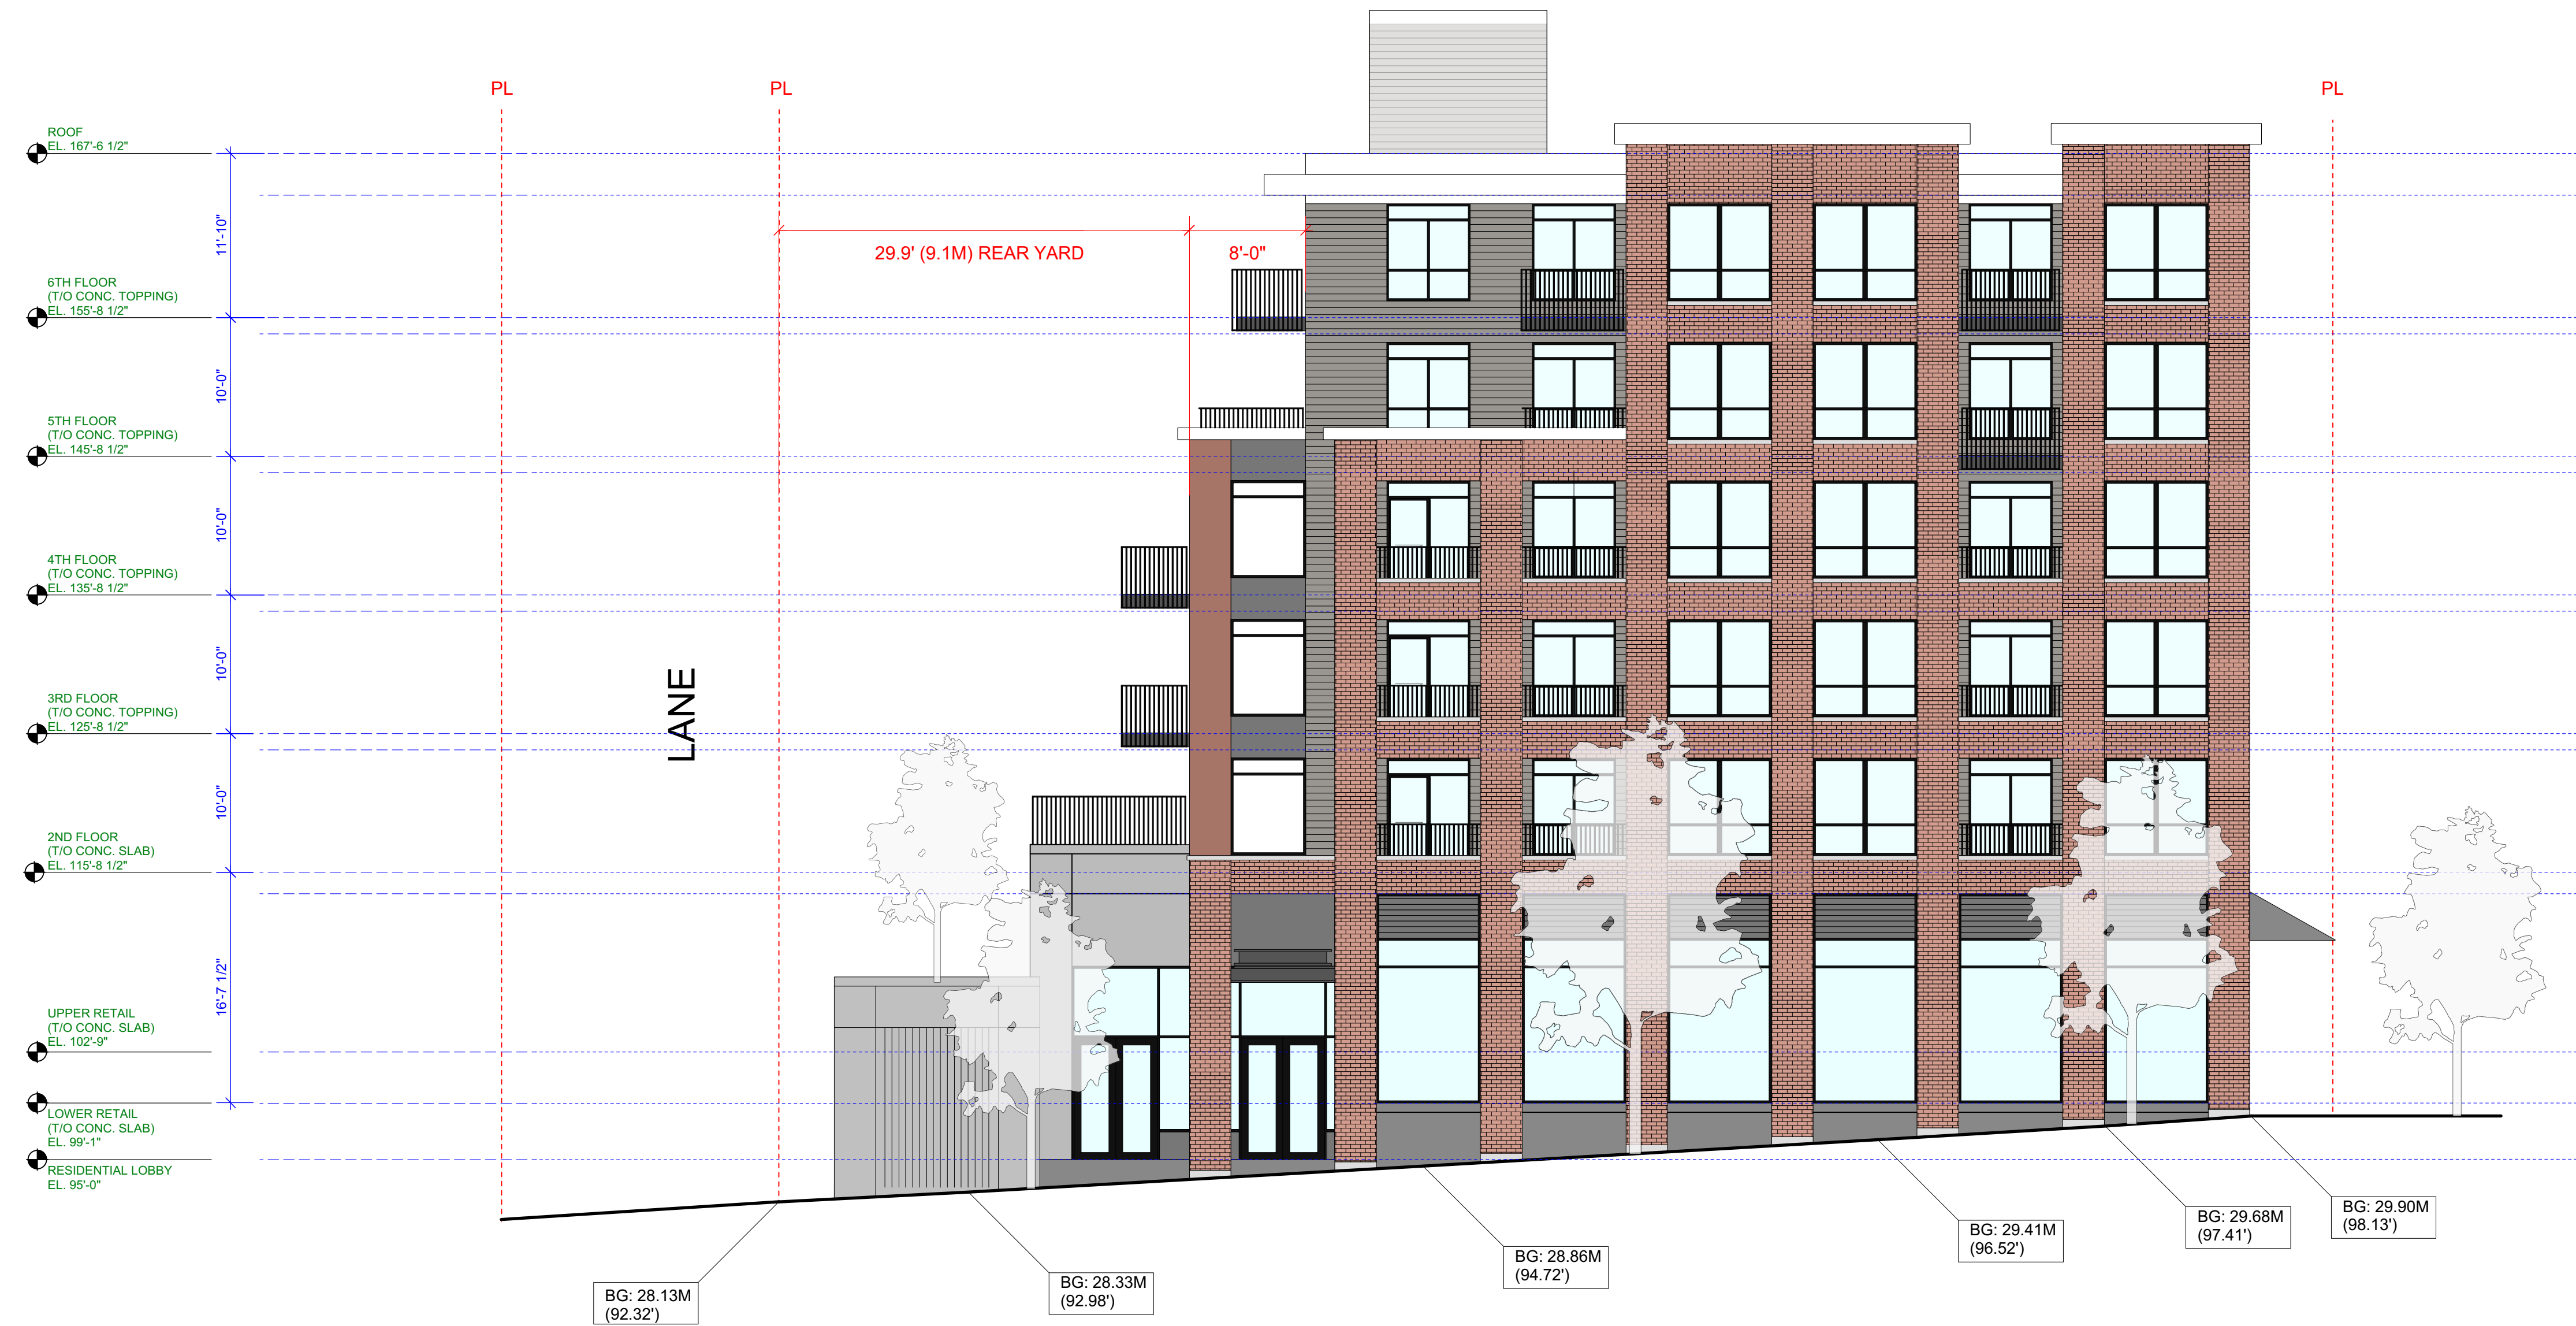 PL
PL
PL
ROOF
EL. 167'-6 1/2"
11'-10"
29.9' (9.1M) REAR YARD
8'-0"
6TH FLOOR
(T/O CONC. TOPPING)
EL. 155'-8 1/2"
10'-0"
5TH FLOOR
(T/O CONC. TOPPING)
EL. 145'-8 1/2"
10'-0"
4TH FLOOR
(T/O CONC. TOPPING)
EL. 135'-8 1/2"
10'-0"
LANE
3RD FLOOR
(T/O CONC. TOPPING)
EL. 125'-8 1/2"
10'-0"
2ND FLOOR
(T/O CONC. SLAB)
EL. 115'-8 1/2"
16'-7 1/2"
UPPER RETAIL
(T/O CONC. SLAB)
EL. 102'-9"
LOWER RETAIL
(T/O CONC. SLAB)
EL. 99'-1"
RESIDENTIAL LOBBY
EL. 95'-0"
BG: 28.13M
(92.32')
BG: 28.33M
(92.98')
BG: 28.86M
(94.72')
BG: 29.41M
(96.52')
BG: 29.68M
(97.41')
BG: 29.90M
(98.13')